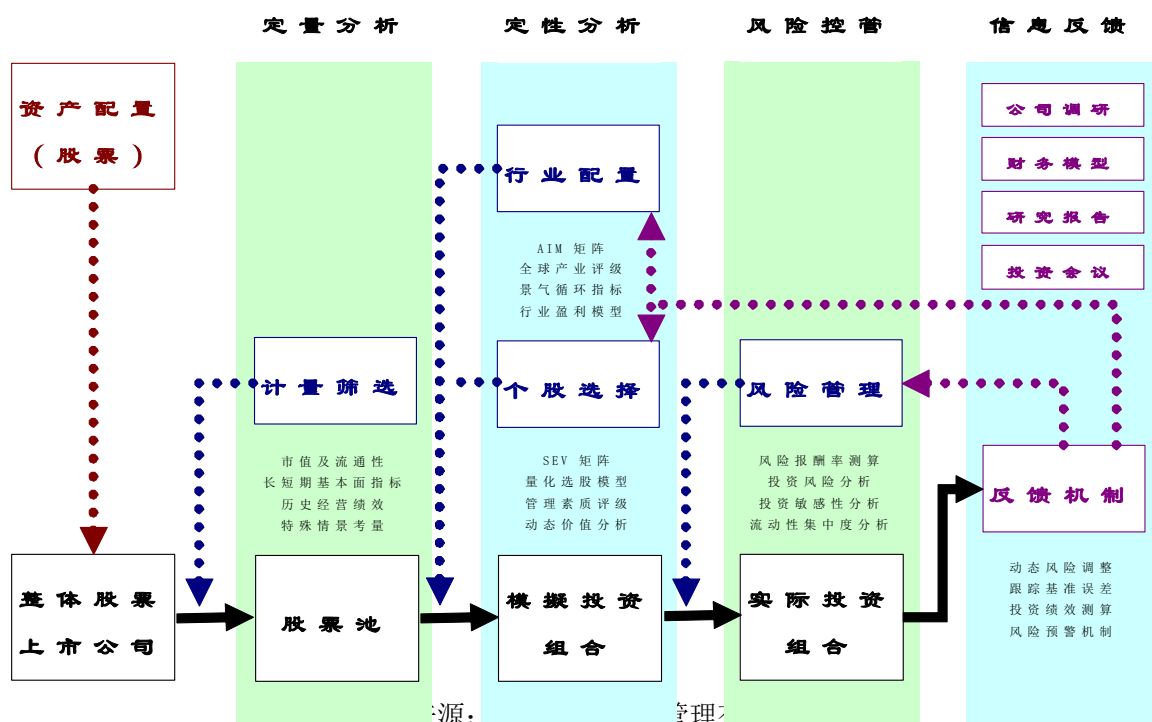 定量分析
定性分析
风险控管
信息反馈
资产配置
(股票)
公司调研
财务模型
研究报告
投资会议
行业配置
AIM 矩阵
全球产业评级
景气循环指标
行业盈利模型
计量筛选
个股选择
风险管理
市值及流通性
长短期基本面指标
历史经营绩效
特殊情景考量
SEV 矩阵
量化选股模型
管理素质评级
动态价值分析
风险报酬率测算
投资风险分析
投资敏感性分析
流动性集中度分析
反馈机制
动态风险调整
跟踪基准误差
投资绩效测算
风险预警机制
整体股票
上市公司
股票池
模擬投资
组合
实际投资
组合
源：
管理